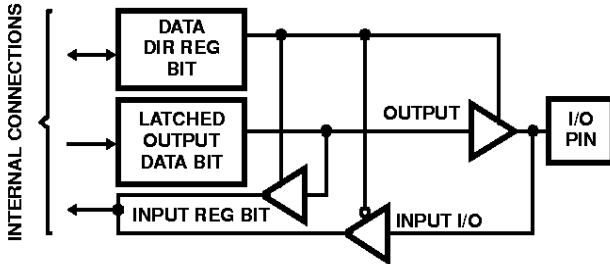 INTERNAL CONNECTIONS
DATA
DIR REG
BIT
LATCHED
OUTPUT
DATA BIT
OUTPUT
I/O
PIN
INPUT REG BIT
INPUT I/O